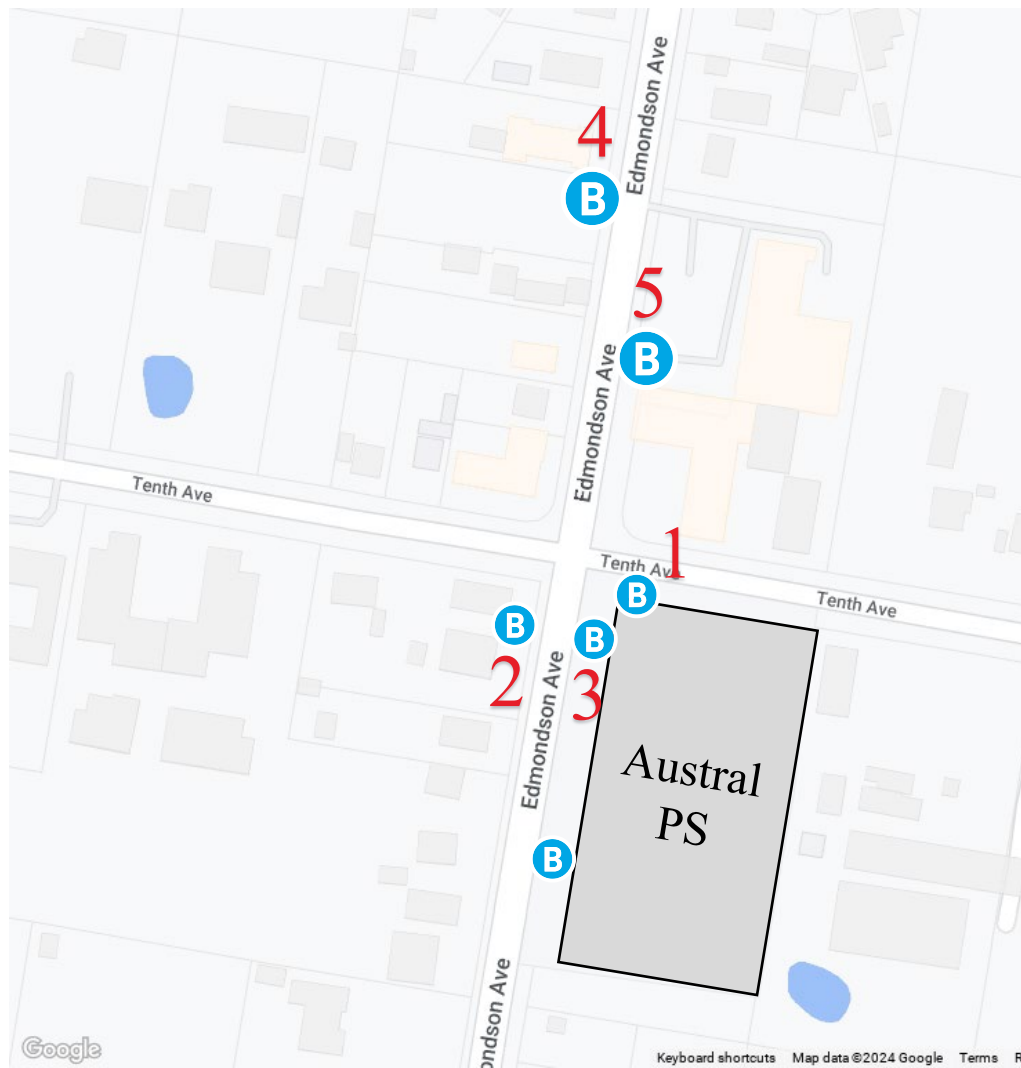 Edmondson Ave
4
B
5
B
Edmondson Ave
Tenth Ave
1
Tenth Ave
Tenth Ave
B
B
B
2
3
Edmondson Ave
Austral
PS
B
ondson Ave
Google
Keyboard shortcuts Map data ©2024 Google Terms R